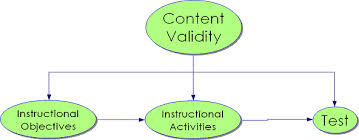 Content
Validity
Instructional
Objectives
Instructional
Activities
Test